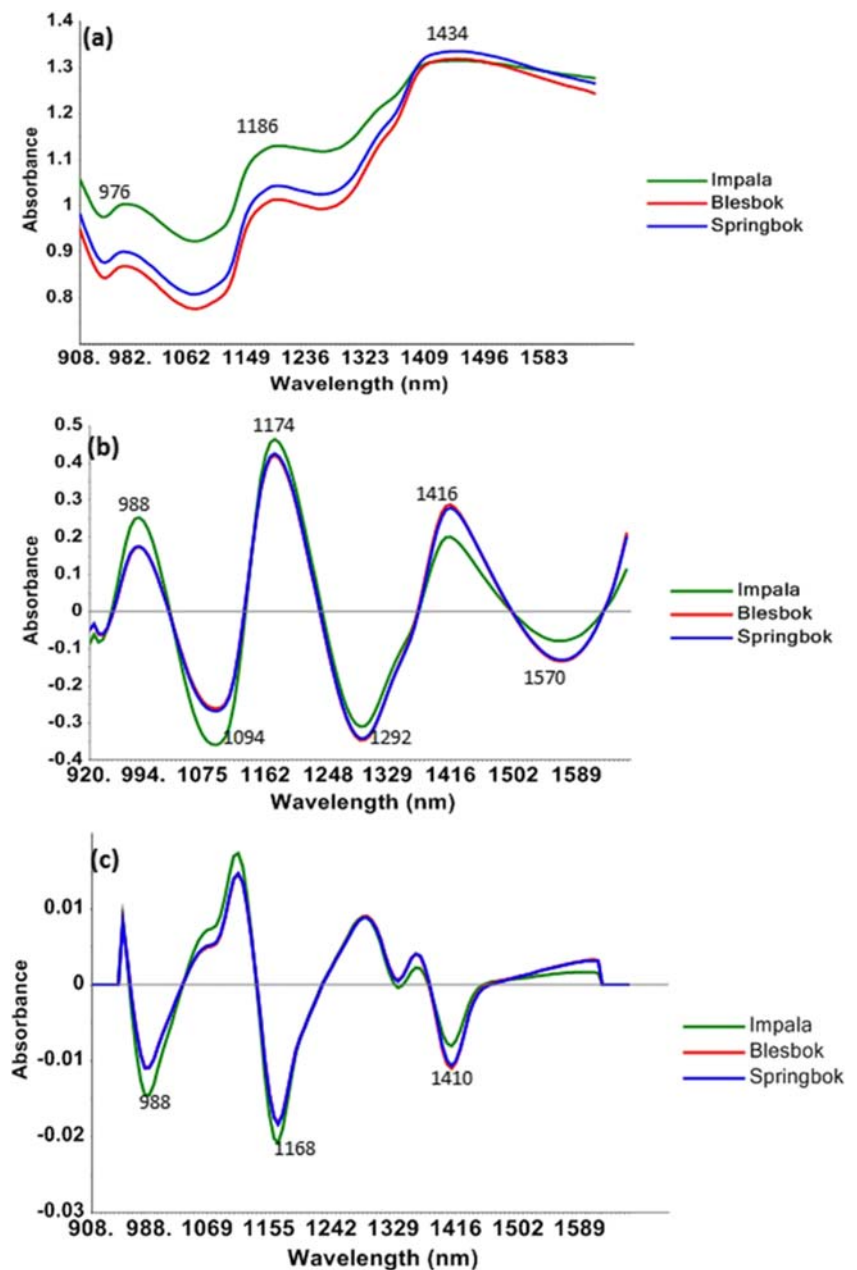 (a)
1.4
1.3
1.2
1.1
1
0.9
0.8
Absorbance
976
1186
1434
Impala
Blesbok
Springbok
908. 982. 1062 1149 1236 1323 1409 1496 1583
Wavelength (nm)
(b)
0.5
0.4
0.3
0.2
0.1
0
-0.1
-0.2
-0.3
-0.4
Absorbance
988
1174
1416
1094
1292
1570
Impala
Blesbok
Springbok
920. 994. 1075 1162 1248 1329 1416 1502 1589
Wavelength (nm)
(c)
0.01
0
-0.01
-0.02
-0.03
Absorbance
988
1168
1410
Impala
Blesbok
Springbok
908. 988. 1069 1155 1242 1329 1416 1502 1589
Wavelength (nm)